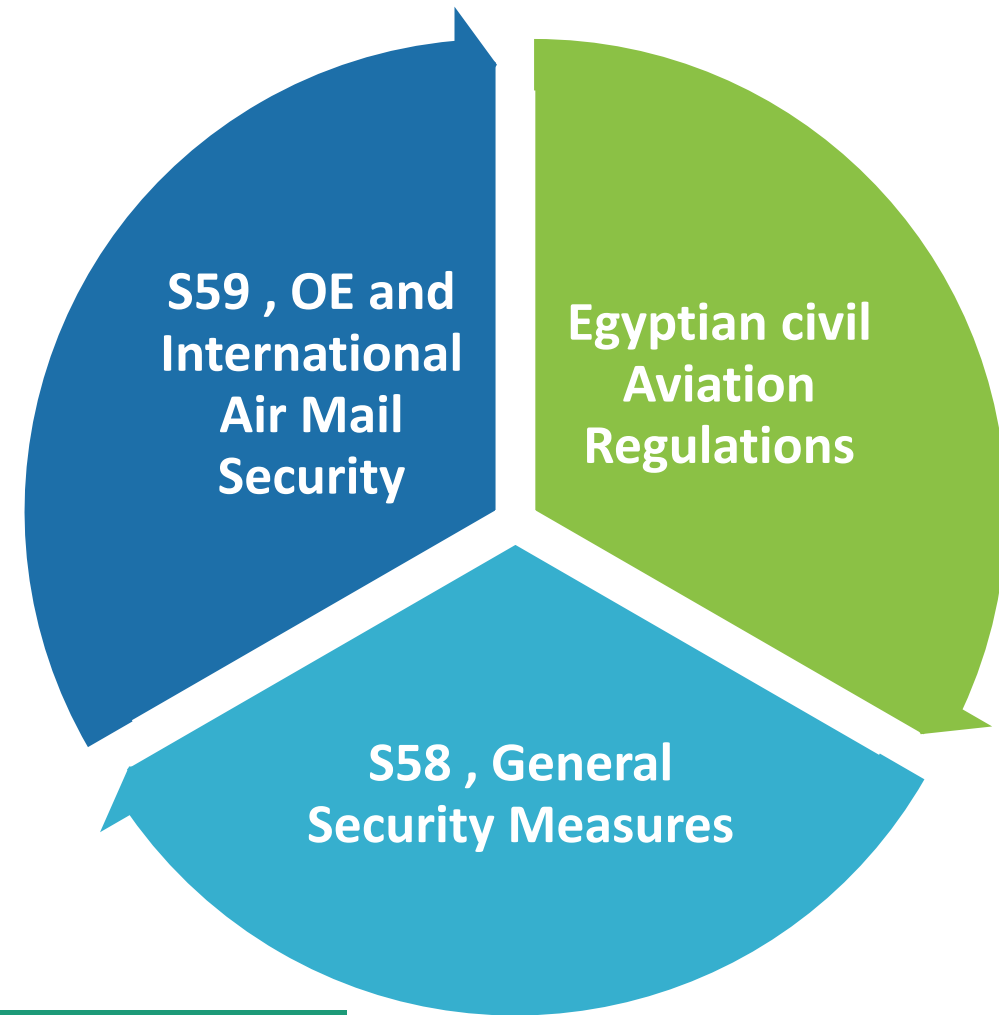 S59 , OE and
International
Air Mail
Security
Egyptian civil
Aviation
Regulations
S58 , General
Security Measures